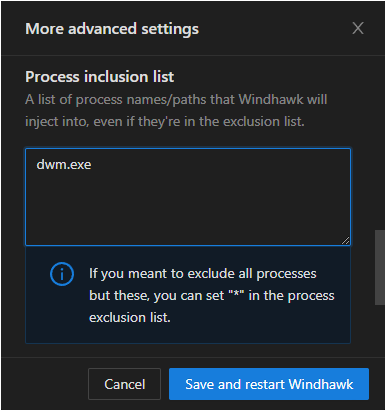 More advanced settings
Process inclusion list
A list of process names/paths that Windhawk will
inject into, even if they're in the exclusion list.
dwm.exe
If you meant to exclude all processes
but these, you can set "*" in the process
exclusion list.
Cancel
Save and restart Windhawk